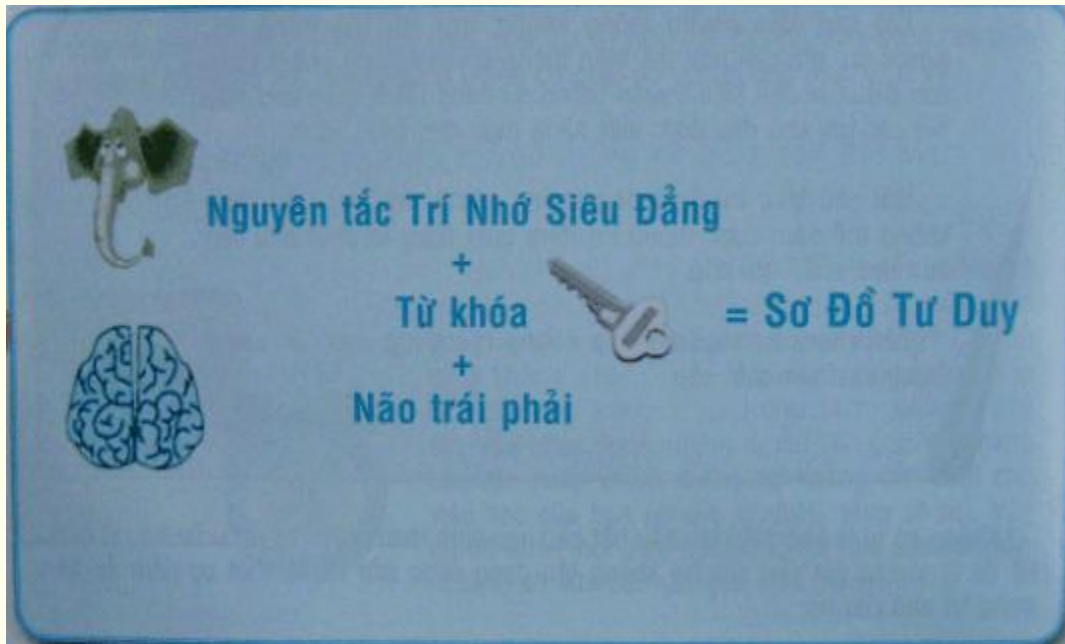 Nguyên tắc Trí Nhớ Siêu Đẳng
+
Từ khóa
= Sơ Đồ Tư Duy
+
Não trái phải